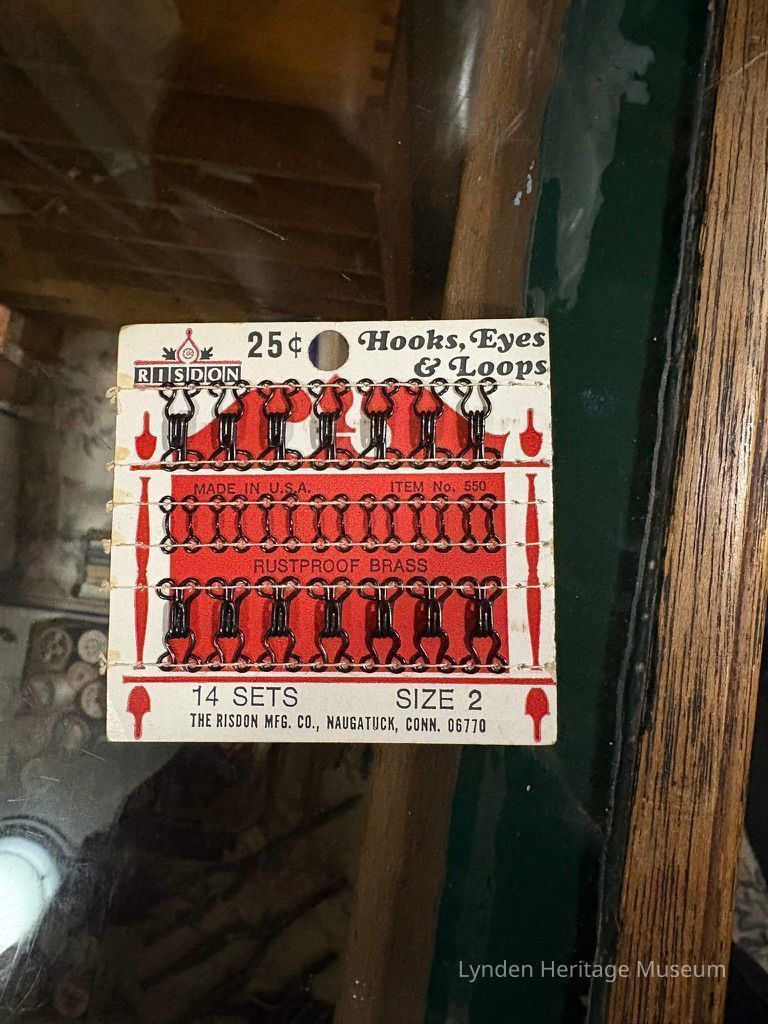 RISDON
25¢
Hooks, Eyes
& Loops
MADE IN U.S.A.
ITEM No. 550
RUSTPROOF BRASS
14 SETS
SIZE 2
THE RISDON MFG. CO., NAUGATUCK, CONN. 06770
Lynden Heritage Museum